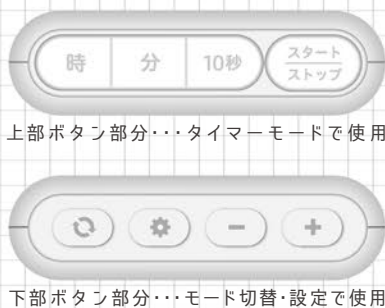 時 分 10秒 スタート
ストップ
上部ボタン部分・・・タイマーモードで使用
下部ボタン部分・・・モード切替・設定で使用